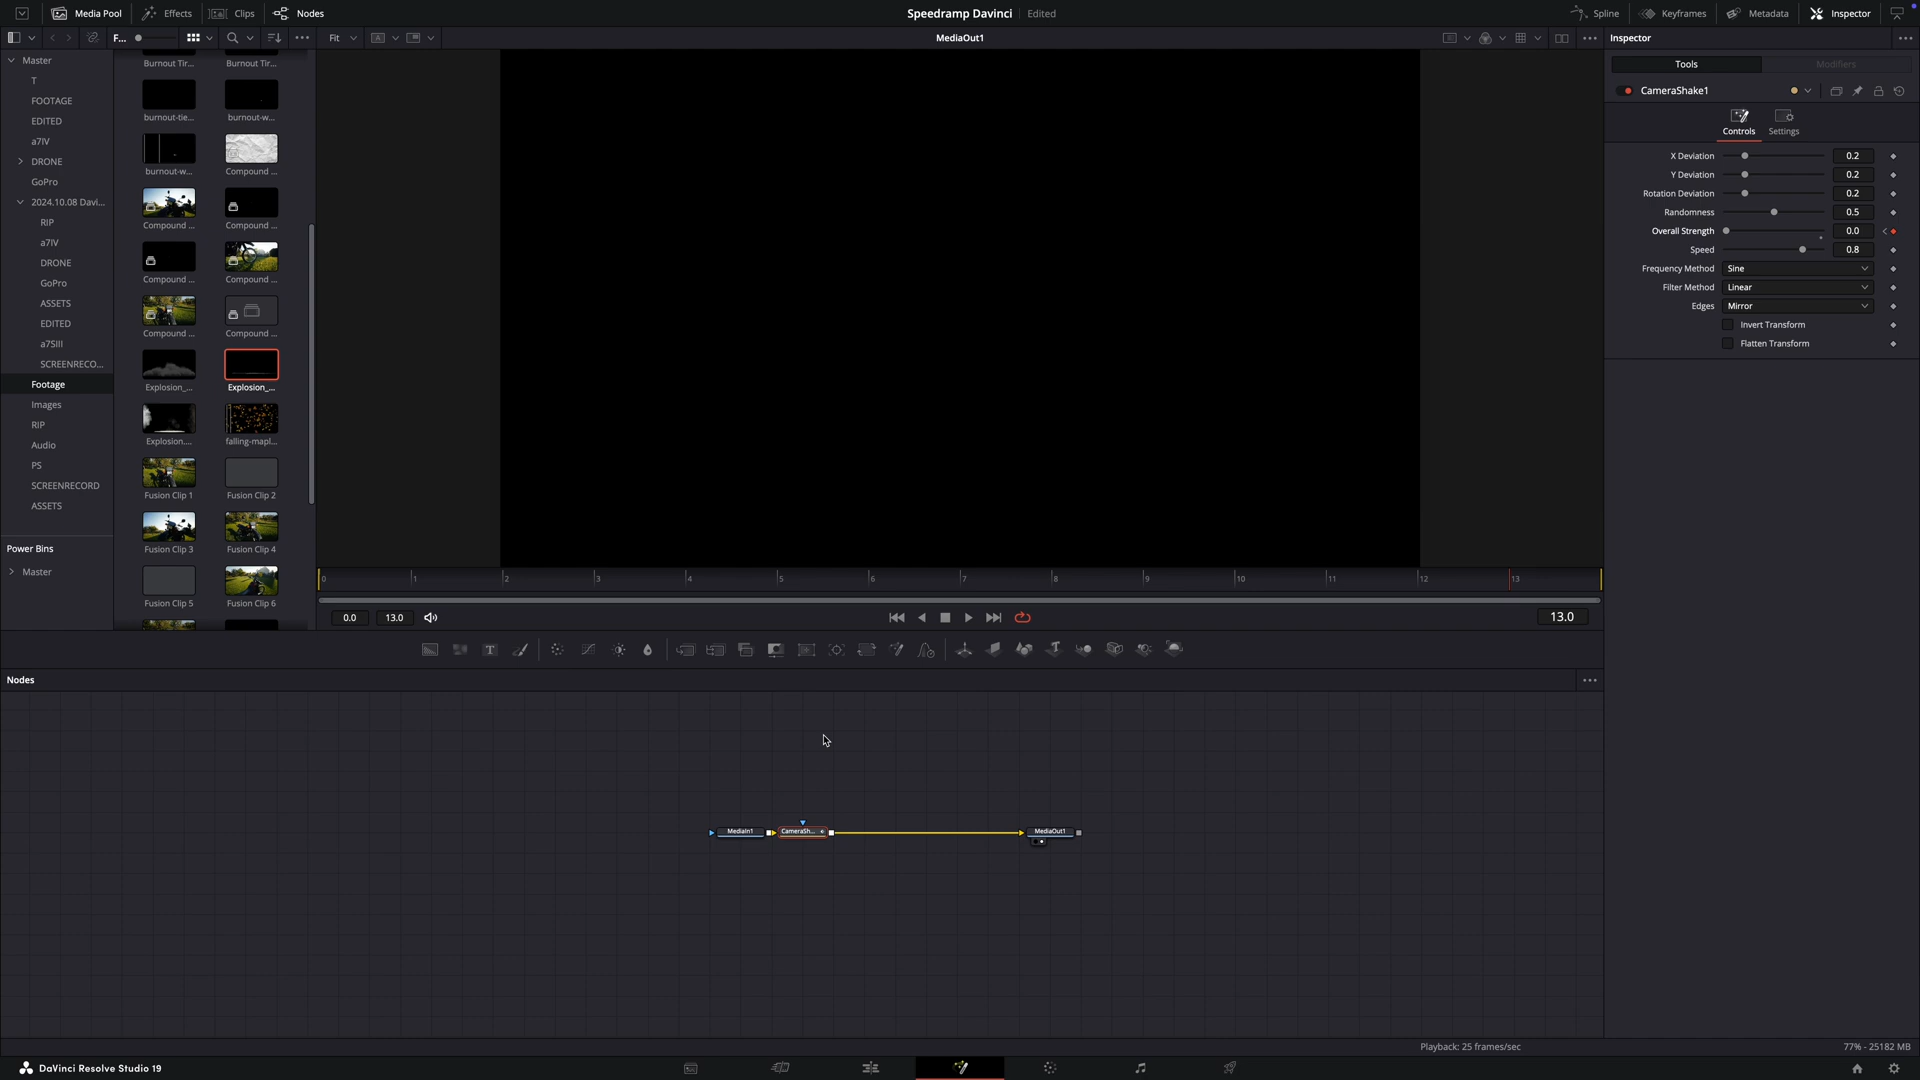 Media Pool Effects Clips Nodes Speedramp Davinci Edited Spline Keyframes Metadata Inspector
F... Fit MediaOut1 Inspector
Master
T
FOOTAGE
EDITED
a7IV
DRONE
GoPro
2024.10.08 Davi...
RIP
a7IV
DRONE
GoPro
ASSETS
EDITED
a7SIII
SCREENRECO...
Footage
Images
RIP
Audio
PS
SCREENRECORD
ASSETS
Power Bins
Master
Burnout Tir... Burnout Tir...
burnout-tie... burnout-w...
burnout-w... Compound ...
Compound ... Compound ...
Compound ... Compound ...
Compound ... Compound ...
Explosion_... Explosion_...
Explosion.... falling-mapl...
Fusion Clip 1 Fusion Clip 2
Fusion Clip 3 Fusion Clip 4
Fusion Clip 5 Fusion Clip 6
0 1 2 3 4 5 6 7 8 9 10 11 12 13
0.0 13.0 13.0
Tools Modifiers
CameraShake1
Controls Settings
X Deviation 0.2
Y Deviation 0.2
Rotation Deviation 0.2
Randomness 0.5
Overall Strength 0.0
Speed 0.8
Frequency Method Sine
Filter Method Linear
Edges Mirror
Invert Transform
Flatten Transform
Nodes
MediaIn1 CameraSh... MediaOut1
Playback: 25 frames/sec 77% - 25182 MB
DaVinci Resolve Studio 19